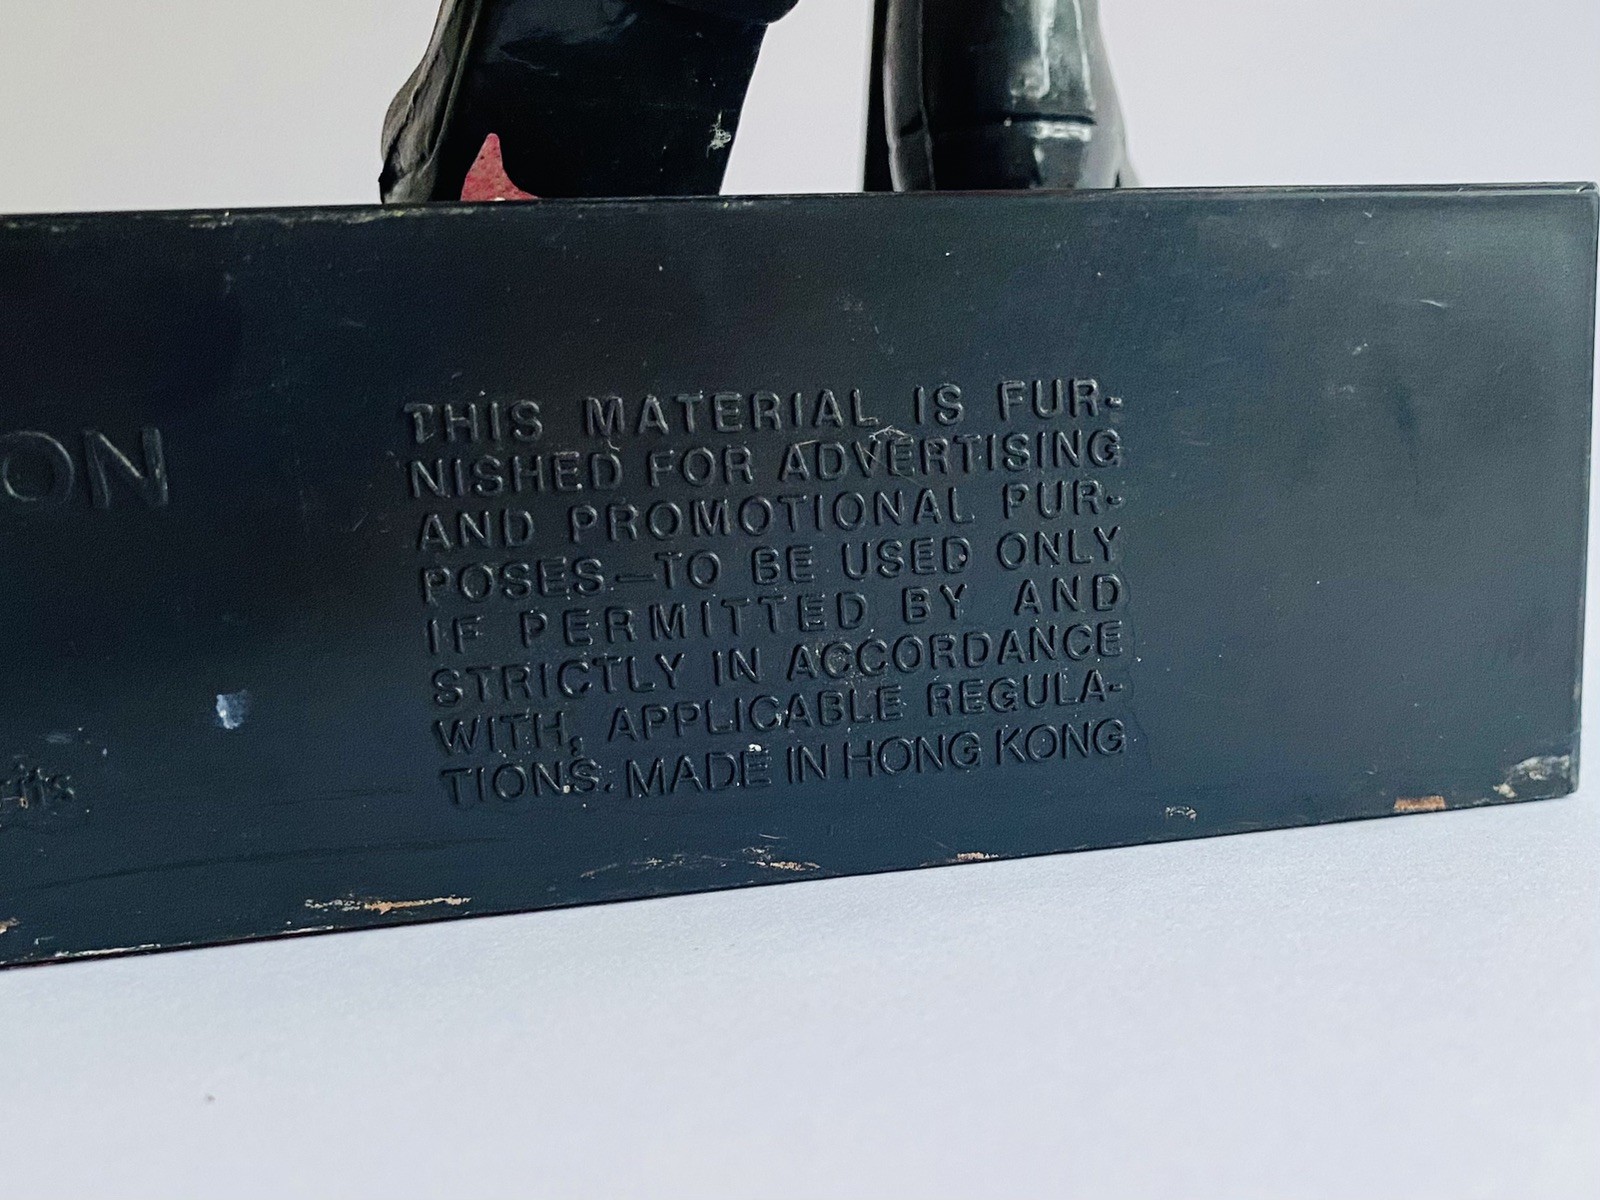 ON
THIS MATERIAL IS FUR-
NISHED FOR ADVERTISING
AND PROMOTIONAL PUR-
POSES—TO BE USED ONLY
IF PERMITTED BY AND
STRICTLY IN ACCORDANCE
WITH, APPLICABLE REGULA-
TIONS. MADE IN HONG KONG